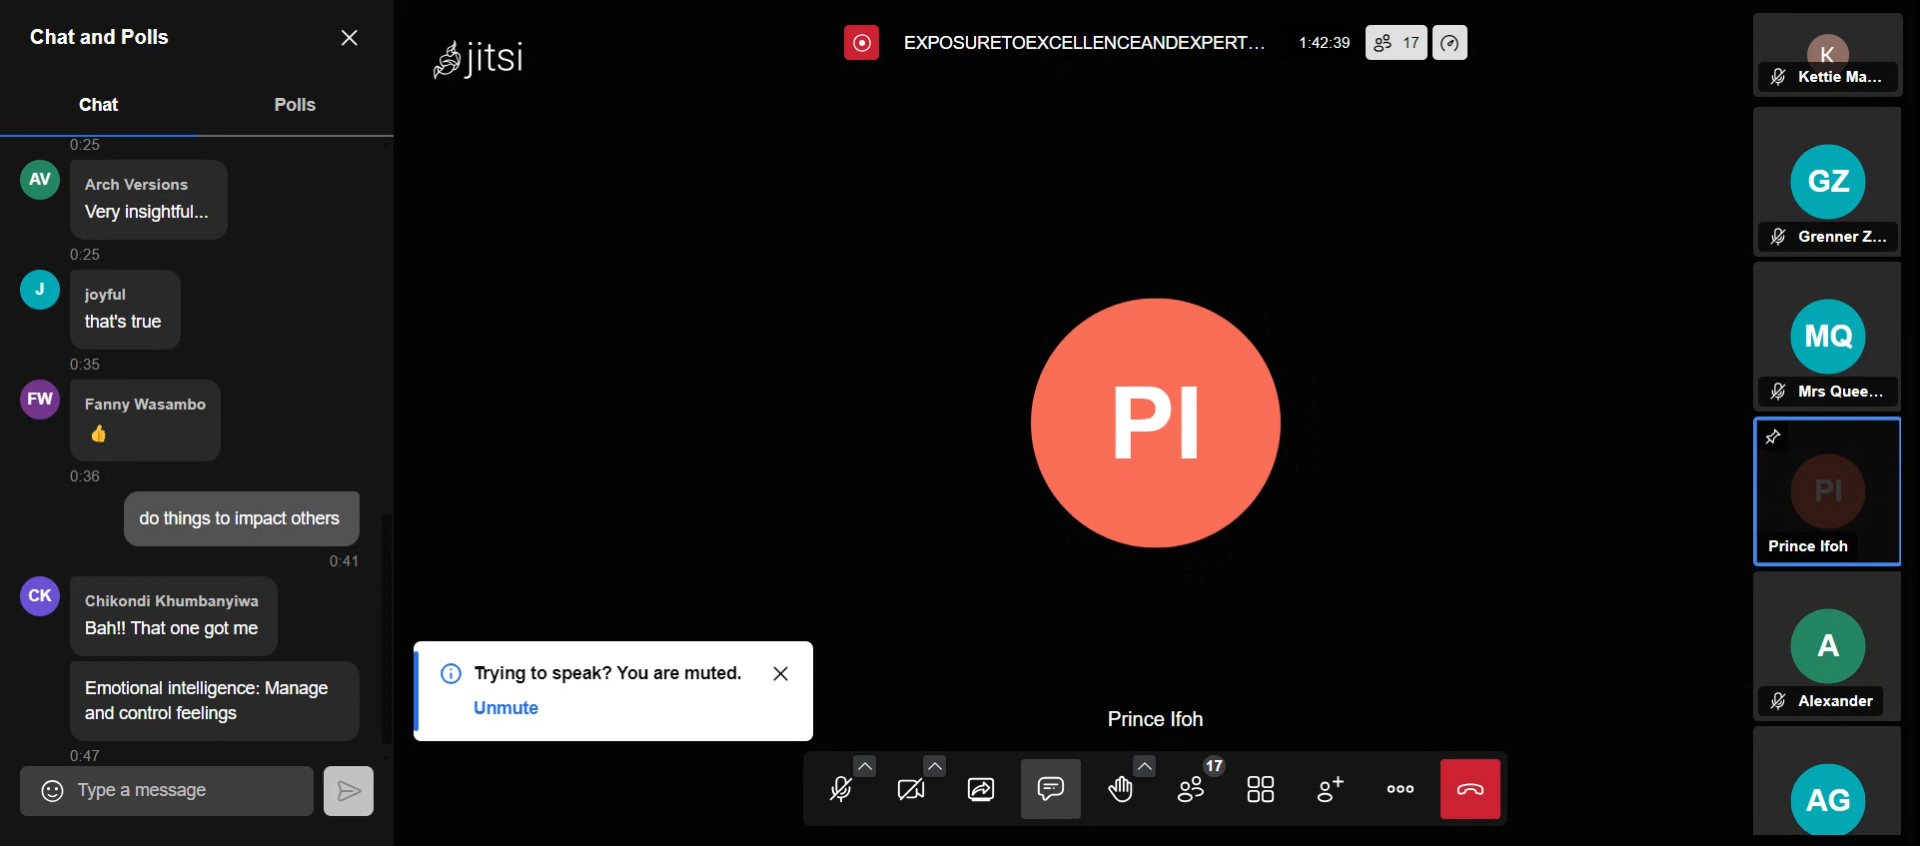 Chat and Polls
Chat
Polls
0:25
AV
Arch Versions
Very insightful...
0:25
J
joyful
that's true
0:35
FW
Fanny Wasambo
👍
0:36
do things to impact others
0:41
CK
Chikondi Khumbanyiwa
Bah!! That one got me
Emotional intelligence: Manage
and control feelings
0:47
Type a message
jitsi
EXPOSURETOEXCELLENCEANDEXPERT...
1:42:39
17
PI
Trying to speak? You are muted.
Unmute
Prince Ifoh
17
K
Kettie Ma...
GZ
Grenner Z...
MQ
Mrs Quee...
PI
Prince Ifoh
A
Alexander
AG